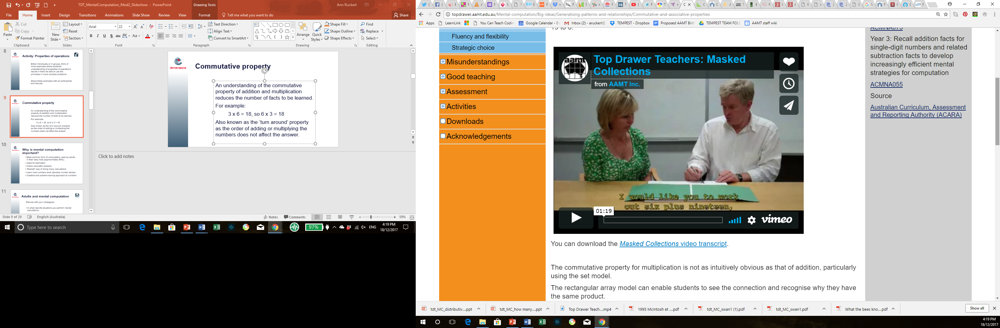 TDT_MentalComputation_Mod2_Slideshow - PowerPoint
Drawing Tools
Ann Ruckert
File
Home
Insert
Design
Transitions
Animations
Slide Show
Review
View
Format
Tell me what you want to do
Share
Paste
Cut
Copy
Format Painter
Clipboard
New
Slide
Layout
Reset
Section
Slides
Arial
22
Font
Paragraph
Text Direction
Align Text
Convert to SmartArt
Arrange
Quick
Styles
Shape Fill
Shape Outline
Shape Effects
Drawing
Find
Replace
Select
Editing
8
Activity: Properties of operations
Either individually or in groups, think of
more examples where students'
understanding of properties of operations
results in them be able to use the
principles in more complex problems.
Share these examples with all participants
and discuss.
9
Commutative property
An understanding of the commutative
property of addition and multiplication
reduces the number of facts to be learned.
For example:
3 x 6 = 18, so 6 x 3 = 18
Also known as the 'turn around' property
as the order of adding or multiplying the
numbers does not affect the answer.
10
Why is mental computation
important?
• Most common form of computation used by adults
in their daily lives (approximately 80%).
• Used for estimation
• Check calculator answers
• "Easiest" way of doing many calculations
• Learn how numbers work (develop number sense)
• Creative and problem-solving approach to numbers
11
Adults and mental computation
Discuss with your colleagues:
• In what real-life situations you perform mental
calculations.
dimensions
Commutative property
An understanding of the commutative
property of addition and multiplication
reduces the number of facts to be learned.
For example:
3 x 6 = 18, so 6 x 3 = 18
Also known as the 'turn around' property
as the order of adding or multiplying the
numbers does not affect the answer.
Click to add notes
Slide 9 of 29
English (Australia)
Notes
Comments
59%
Type here to search
97%
ENG
4:19 PM
18/12/2017
topdrawer.aamt.edu.au/Mental-computation/Big-ideas/Generalising-patterns-and-relationships/Commutative-and-associative-properties
Apps
LearnLink
You Can Teach Codin
Google Calendar - Ev
Inbox (2) - aruckert@
TEMPEST - Dropbox
Proposed AAMT Birt
TEMPEST TEAM FOLD
AAMT staff wiki
Fluency and flexibility
Strategic choice
Misunderstandings
Good teaching
Assessment
Activities
Downloads
Acknowledgements
19 to 6.
aamt
Top Drawer Teachers: Masked
Collections
from AAMT Inc.
I would like you to work
out six plus nineteen,
01:19
vimeo
You can download the Masked Collections video transcript.
The commutative property for multiplication is not as intuitively obvious as that of addition, particularly
using the set model.
The rectangular array model can enable students to see the connection and recognise why they have
the same product.
ACMNA073
Year 3: Recall addition facts for
single-digit numbers and related
subtraction facts to develop
increasingly efficient mental
strategies for computation
ACMNA055
Source
Australian Curriculum, Assessment
and Reporting Authority (ACARA)
tdt_MC_distributiv....ppt
tdt_MC_how many....ppt
Top Drawer Teach....mp4
1995 McIntosh et ....pdf
tdt_MC_swan1 (1).pdf
tdt_MC_swan1.pdf
What the bees kno....pdf
Show all
4:19 PM
18/12/2017